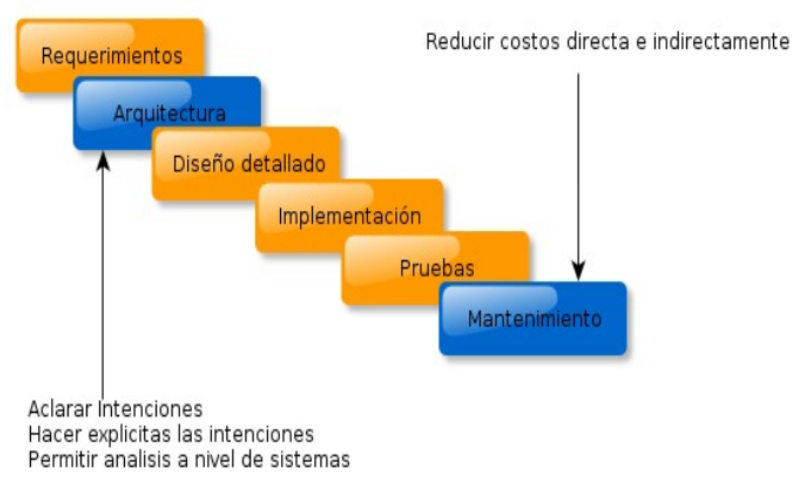 Reducir costos directa e indirectamente
Requerimientos
Arquitectura
Diseño detallado
Implementación
Pruebas
Mantenimiento
Aclarar Intenciones
Hacer explicitas las intenciones
Permitir analisis a nivel de sistemas